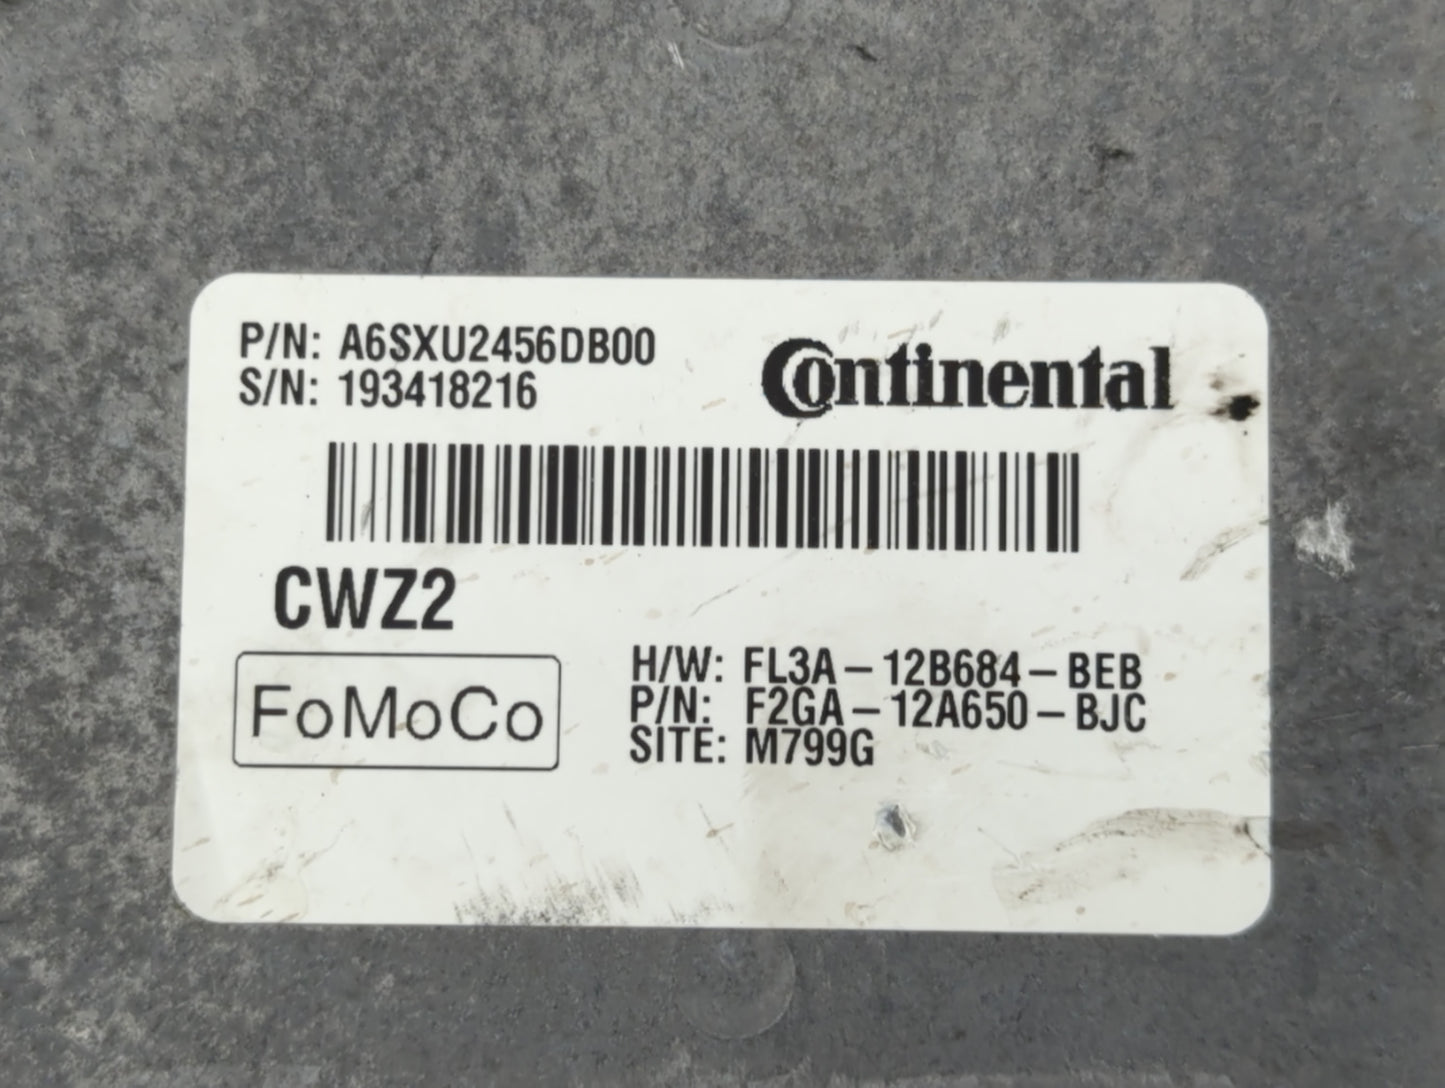 P/N: A6SXU2456DB00
S/N: 193418216
Continental
CWZ2
FoMoCo
H/W: FL3A-12B684-BEB
P/N: F2GA-12A650-BJC
SITE: M799G